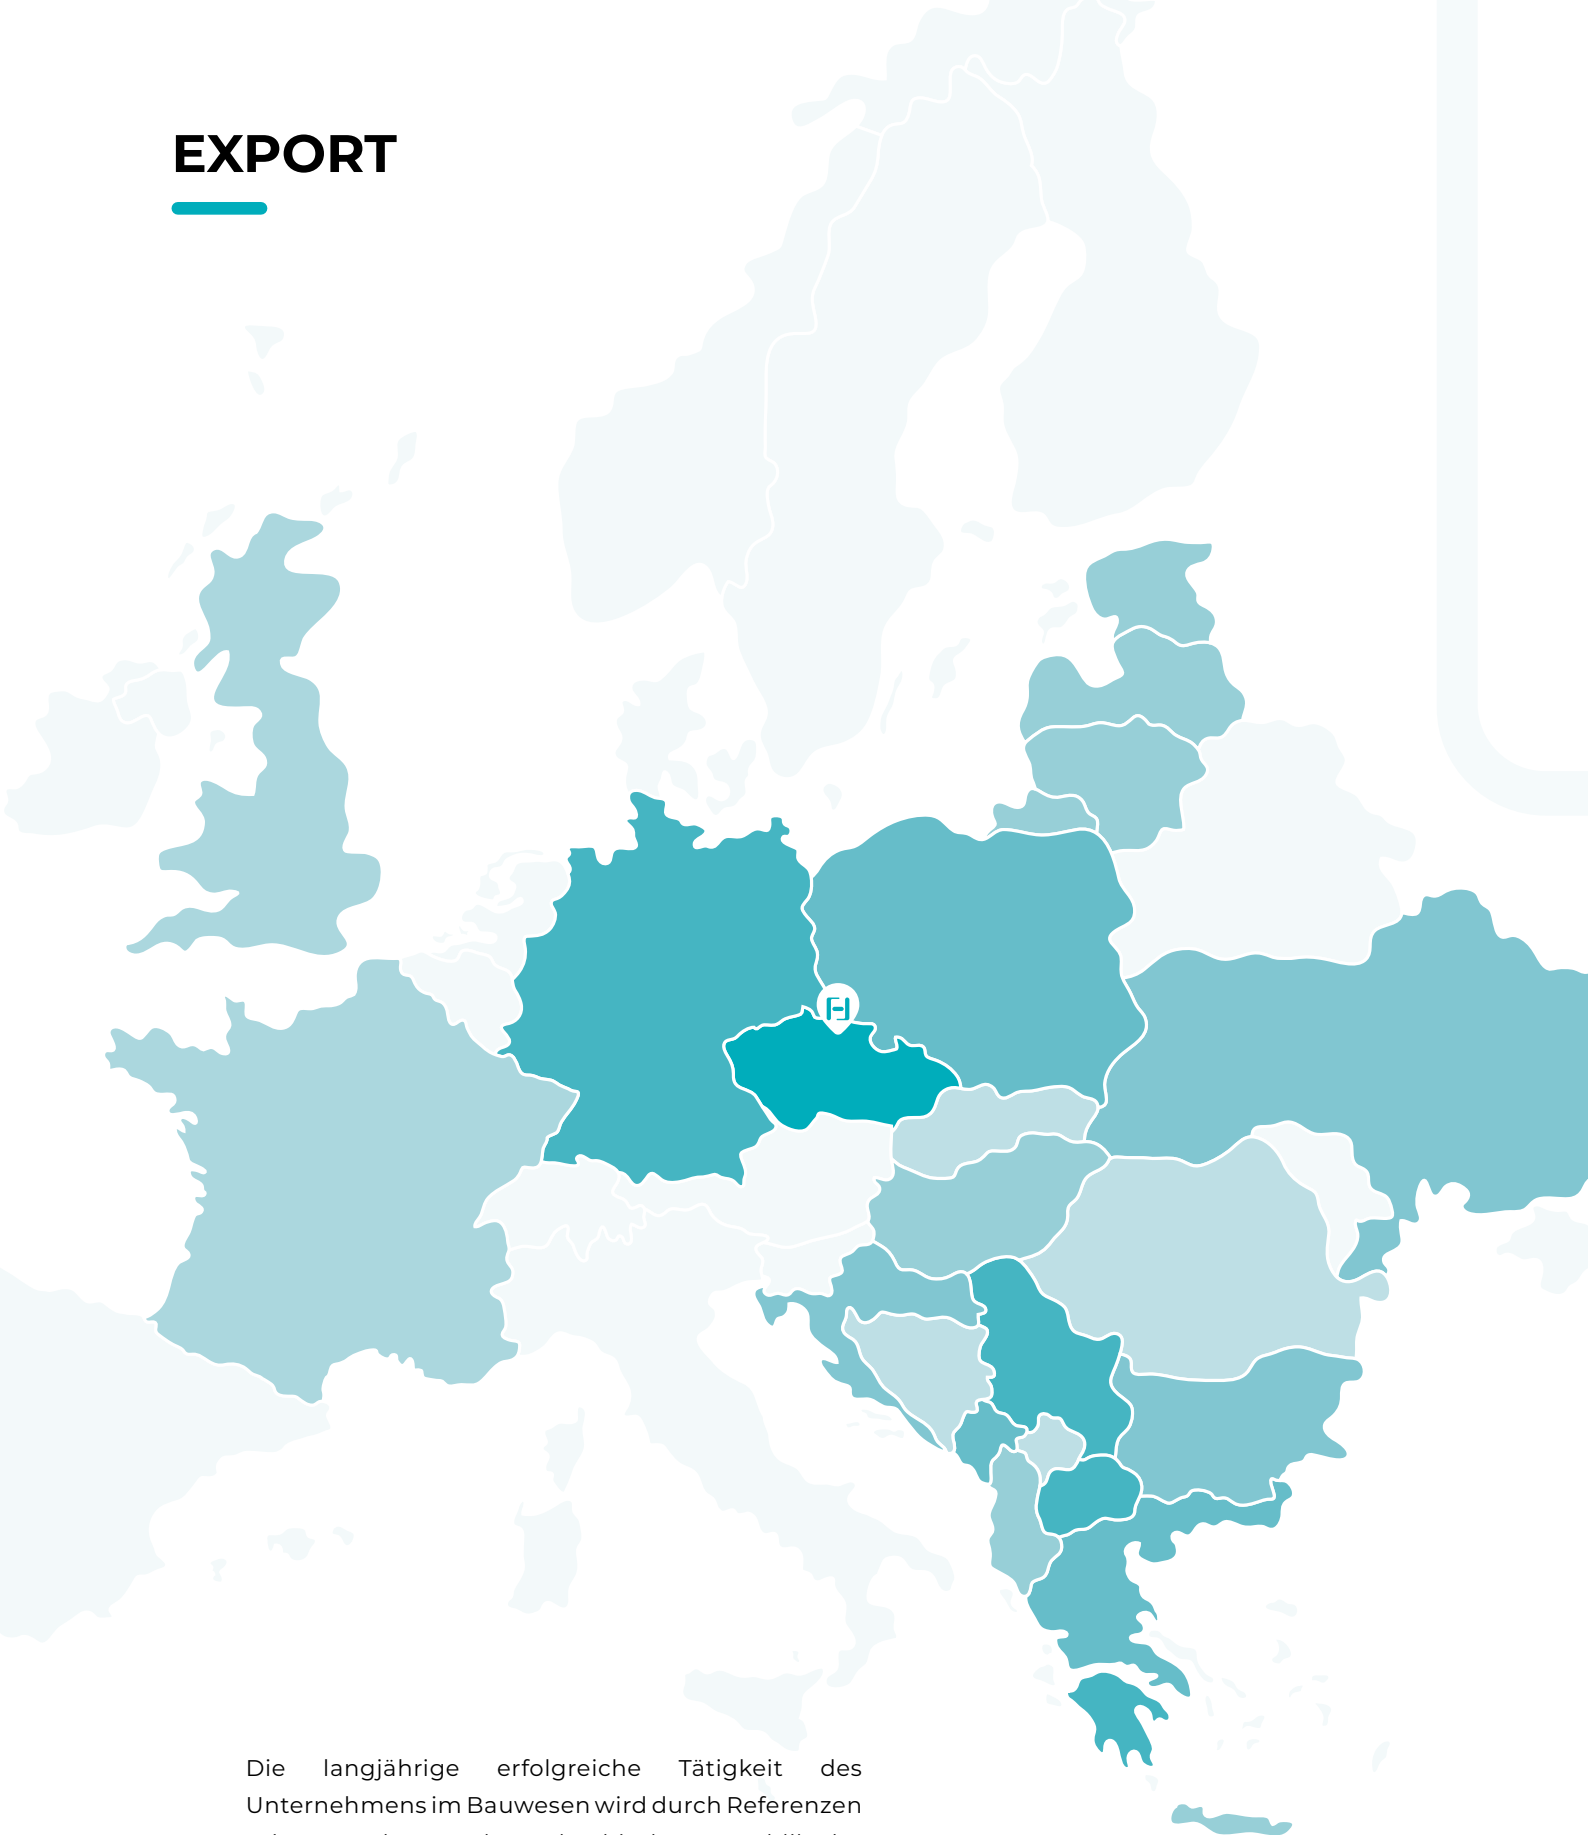 EXPORT
Die langjährige erfolgreiche Tätigkeit des
Unternehmens im Bauwesen wird durch Referenzen